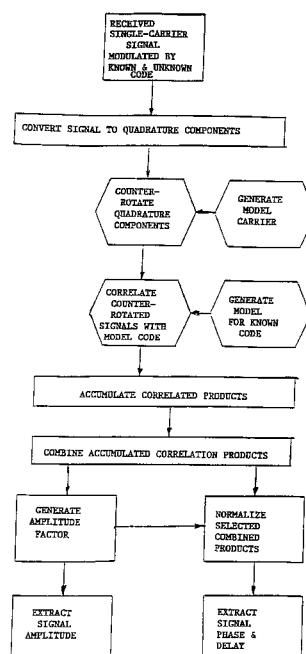 RECEIVED
SINGLE-CARRIER
SIGNAL
MODULATED BY
KNOWN & UNKNOWN
CODE
CONVERT SIGNAL TO QUADRATURE COMPONENTS
COUNTER-
ROTATE
QUADRATURE
COMPONENTS
GENERATE
MODEL
CARRIER
CORRELATE
COUNTER-
ROTATED
SIGNALS WITH
MODEL CODE
GENERATE
MODEL
FOR KNOWN
CODE
ACCUMULATE CORRELATED PRODUCTS
COMBINE ACCUMULATED CORRELATION PRODUCTS
GENERATE
AMPLITUDE
FACTOR
NORMALIZE
SELECTED
COMBINED
PRODUCTS
EXTRACT
SIGNAL
AMPLITUDE
EXTRACT
SIGNAL
PHASE &
DELAY